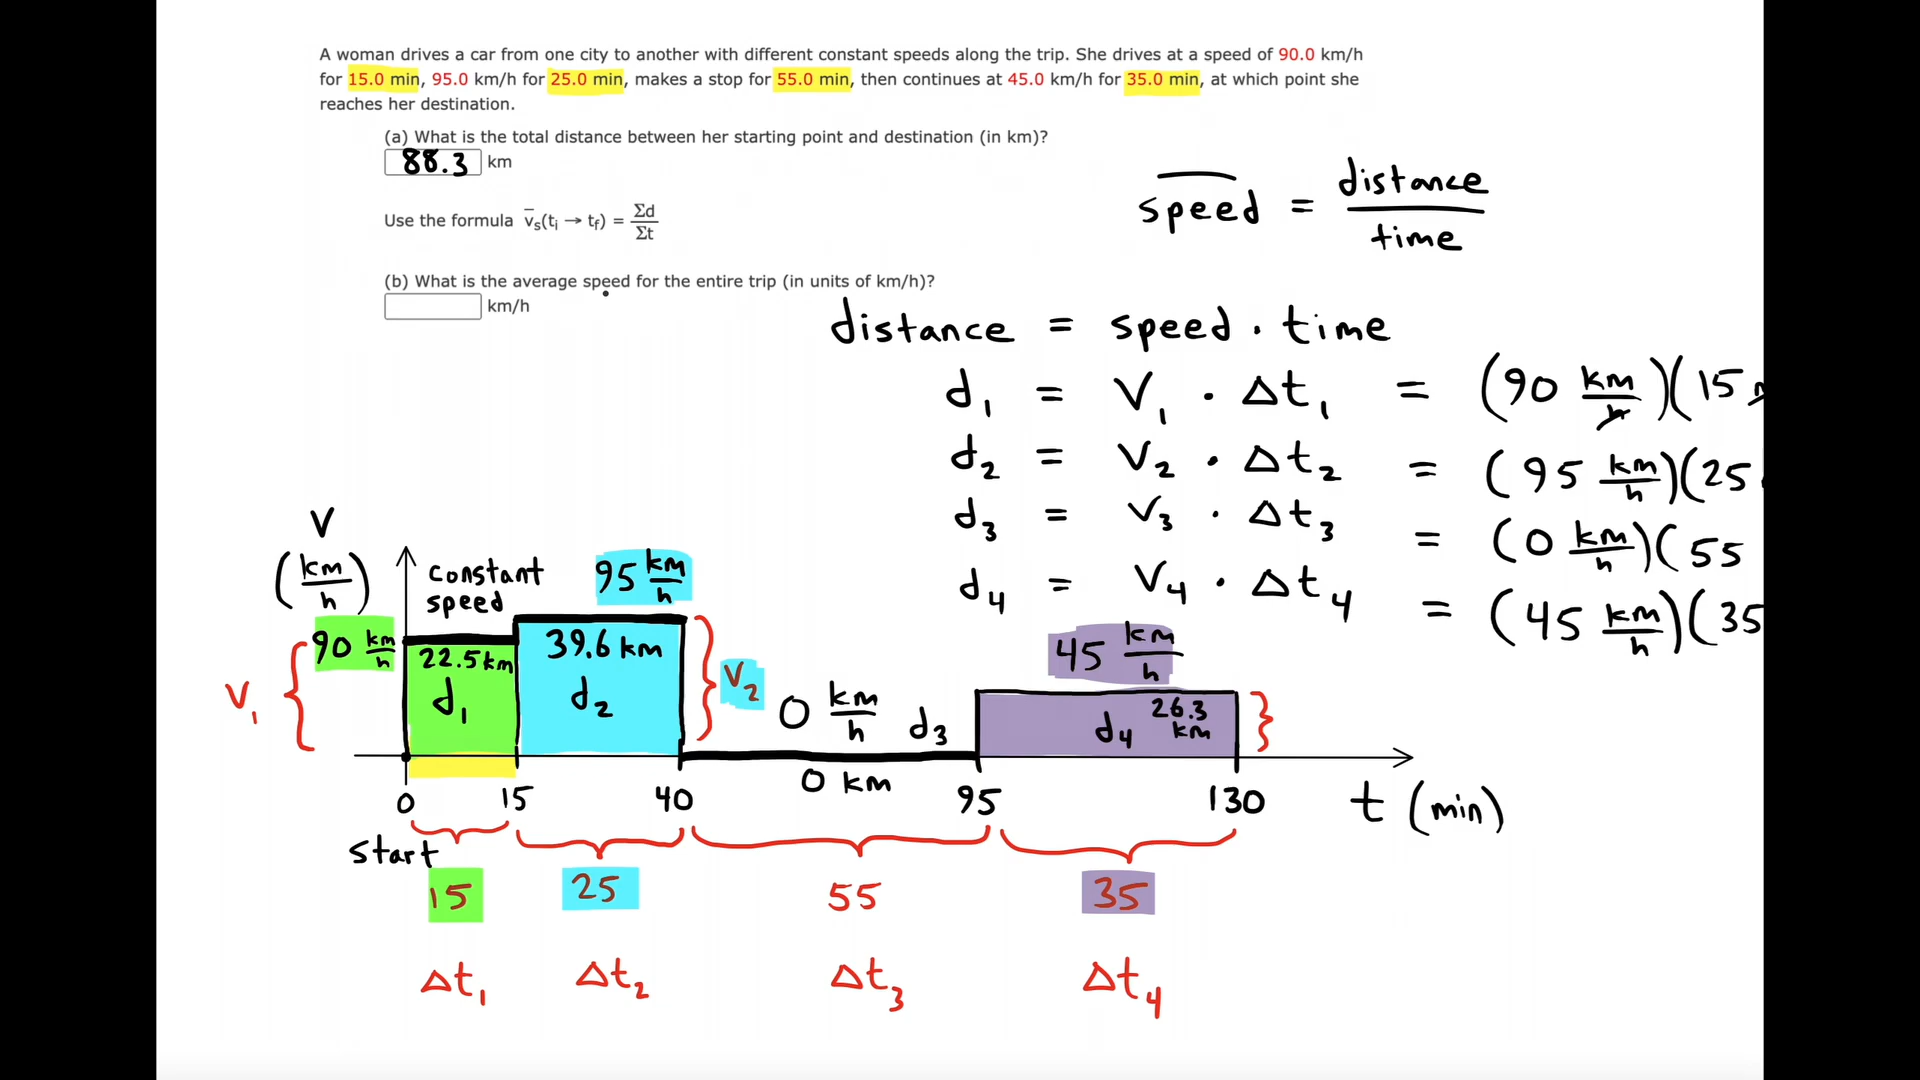 A woman drives a car from one city to another with different constant speeds along the trip. She drives at a speed of 90.0 km/h
for 15.0 min, 95.0 km/h for 25.0 min, makes a stop for 55.0 min, then continues at 45.0 km/h for 35.0 min, at which point she
reaches her destination.
(a) What is the total distance between her starting point and destination (in km)?
88.3 km
Use the formula v̄s(ti → tf) = Σd/Σt
(b) What is the average speed for the entire trip (in units of km/h)?
km/h
speed = distance/time
distance = speed · time
d₁ = V₁ · Δt₁ = (90 km/h)(15
d₂ = V₂ · Δt₂ = (95 km/h)(25
d₃ = V₃ · Δt₃ = (0 km/h)(55
d₄ = V₄ · Δt₄ = (45 km/h)(35
V
(km/h)
constant
speed
95 km/h
90 km/h
22.5 km
39.6 km
45 km/h
V₁
d₁
d₂
V₂
0 km/h
d₃
d₄
26.3
km
0 km
0 15 40 95 130 t (min)
start
15 25 55 35
Δt₁ Δt₂ Δt₃ Δt₄